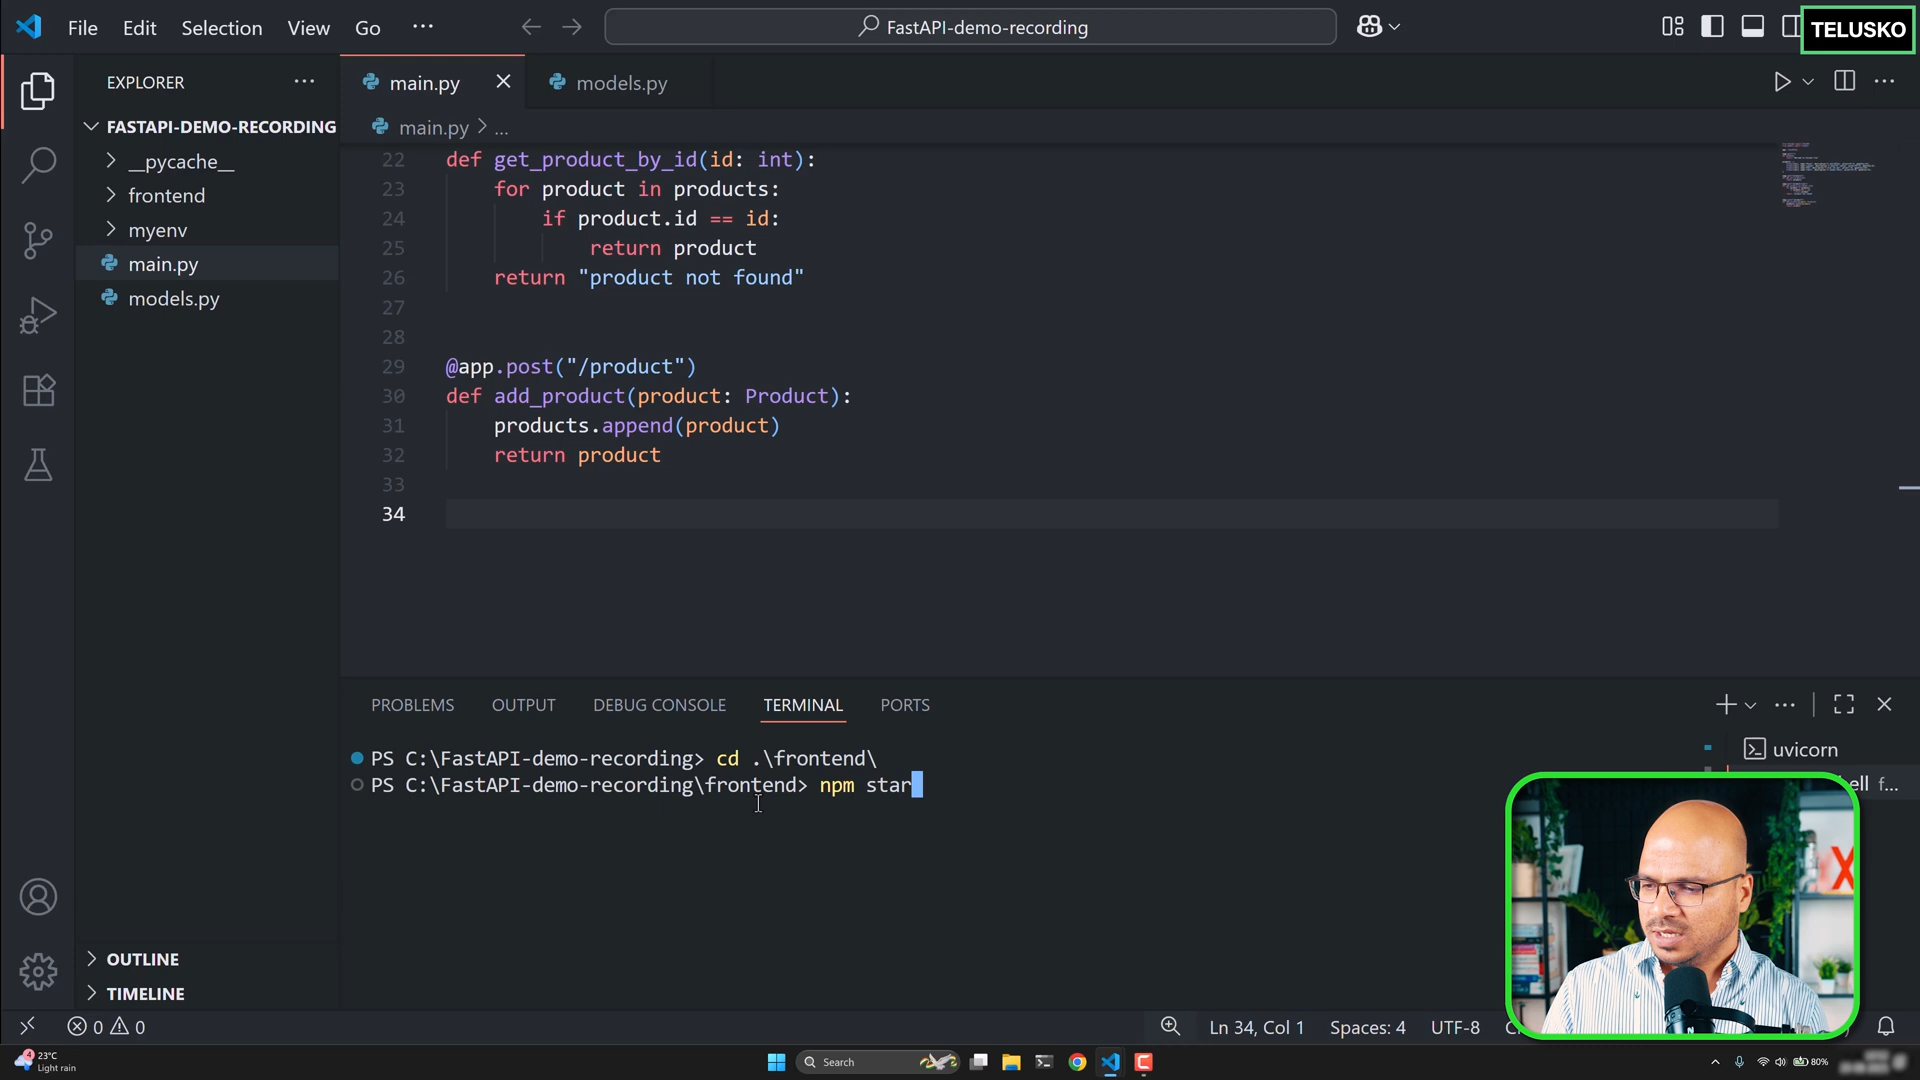 File Edit Selection View Go ···
FastAPI-demo-recording
TELUSKO
EXPLORER
FASTAPI-DEMO-RECORDING
__pycache__
frontend
myenv
main.py
models.py
OUTLINE
TIMELINE
main.py models.py
main.py > ...
22 def get_product_by_id(id: int):
23 for product in products:
24 if product.id == id:
25 return product
26 return "product not found"
27
28
29 @app.post("/product")
30 def add_product(product: Product):
31 products.append(product)
32 return product
33
34
PROBLEMS OUTPUT DEBUG CONSOLE TERMINAL PORTS
PS C:\FastAPI-demo-recording> cd .\frontend\
PS C:\FastAPI-demo-recording\frontend> npm star
uvicorn
ell f...
0 0
Ln 34, Col 1 Spaces: 4 UTF-8
4
23°C
Light rain
Search
80%